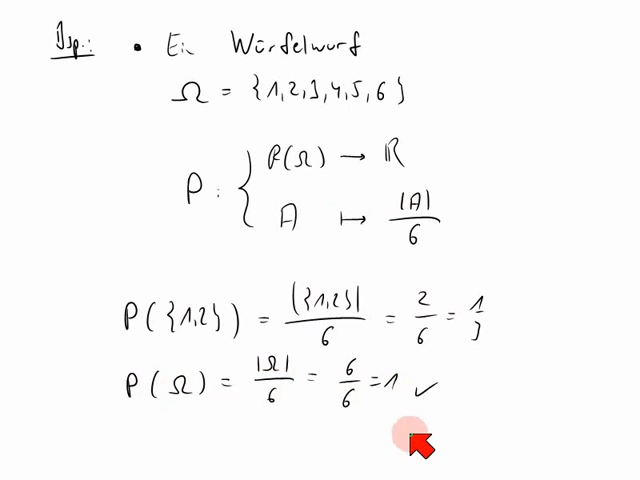 Bsp.: • Ein Würfelwurf
Ω = {1,2,3,4,5,6}
P : { P(Ω) → ℝ
A ↦ |A|/6
P({1,2}) = |{1,2}|/6 = 2/6 = 1/3
P(Ω) = |Ω|/6 = 6/6 = 1 ✓